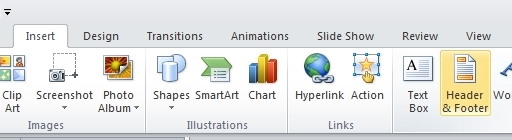 Insert Design Transitions Animations Slide Show Review View
Clip Art Screenshot Photo Album Shapes SmartArt Chart Hyperlink Action Text Box Header & Footer
Images Illustrations Links